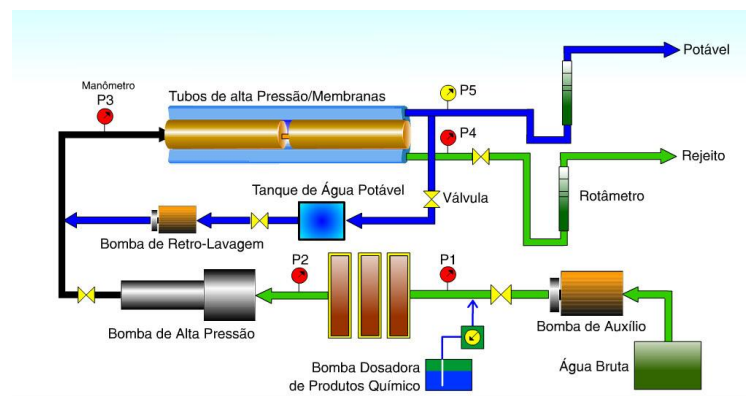 Potável
Manômetro
P3
Tubos de alta Pressão/Membranas
P5
P4
Rejeito
Tanque de Água Potável
Válvula
Rotâmetro
Bomba de Retro-Lavagem
P2
P1
Bomba de Alta Pressão
Bomba de Auxílio
Bomba Dosadora
de Produtos Químico
Água Bruta